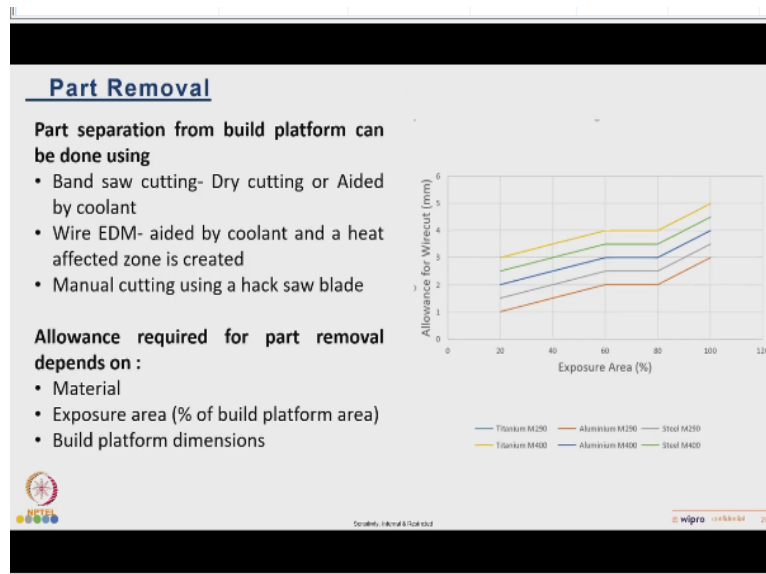 Part Removal
Part separation from build platform can
be done using
• Band saw cutting- Dry cutting or Aided
by coolant
• Wire EDM- aided by coolant and a heat
affected zone is created
• Manual cutting using a hack saw blade
Allowance required for part removal
depends on :
• Material
• Exposure area (% of build platform area)
• Build platform dimensions
Allowance for Wirecut (mm)
6
5
4
3
2
1
0
0 20 40 60 80 100
Exposure Area (%)
Titanium M290 Aluminium M290 Steel M290
Titanium M400 Aluminium M400 Steel M400
NPTEL
Sensitivity: Internal & Restricted
wipro confidential